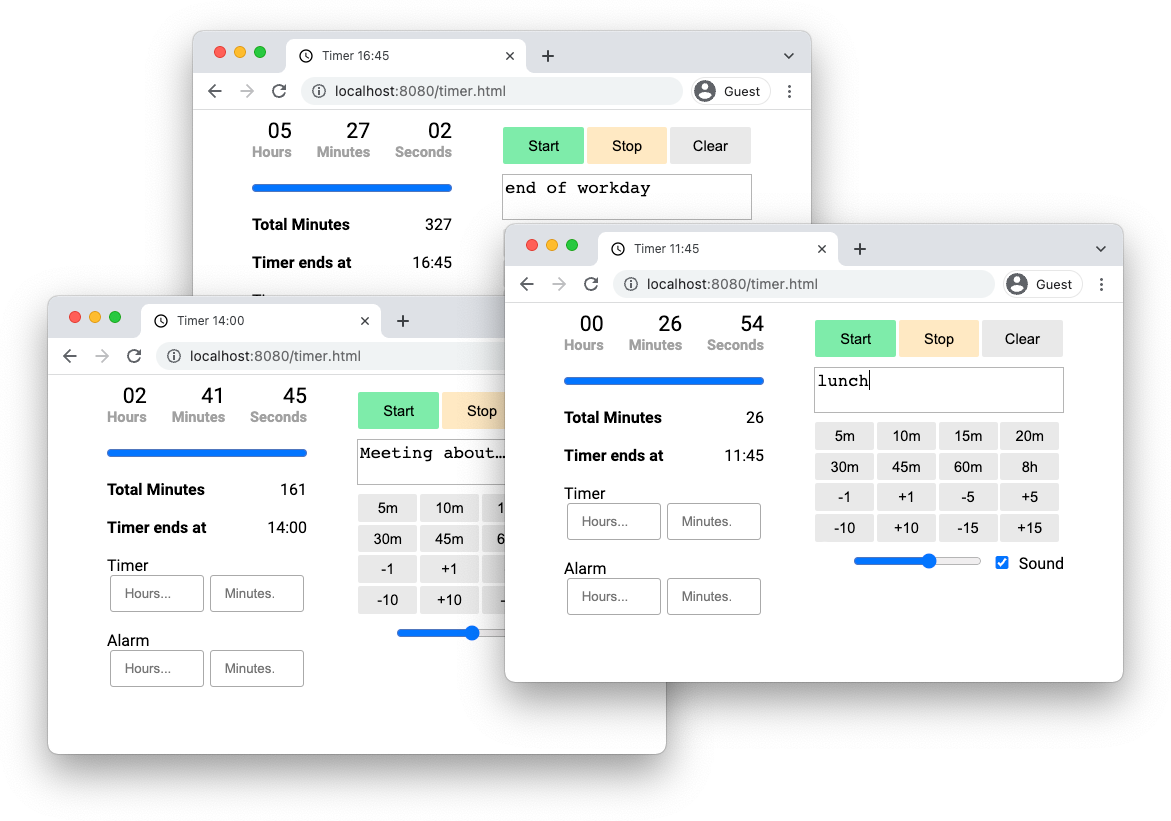 Timer 16:45
localhost:8080/timer.html
Guest
05 27 02
Hours Minutes Seconds
Start Stop Clear
end of workday
Total Minutes 327
Timer ends at 16:45
Timer 14:00
localhost:8080/timer.html
02 41 45
Hours Minutes Seconds
Start Stop
Meeting about…
Total Minutes 161
Timer ends at 14:00
5m 10m
30m 45m
-1 +1
-10 +10
Timer
Hours... Minutes.
Alarm
Hours... Minutes.
Timer 11:45
localhost:8080/timer.html
Guest
00 26 54
Hours Minutes Seconds
Start Stop Clear
lunch
Total Minutes 26
Timer ends at 11:45
5m 10m 15m 20m
30m 45m 60m 8h
-1 +1 -5 +5
-10 +10 -15 +15
Timer
Hours... Minutes.
Sound
Alarm
Hours... Minutes.